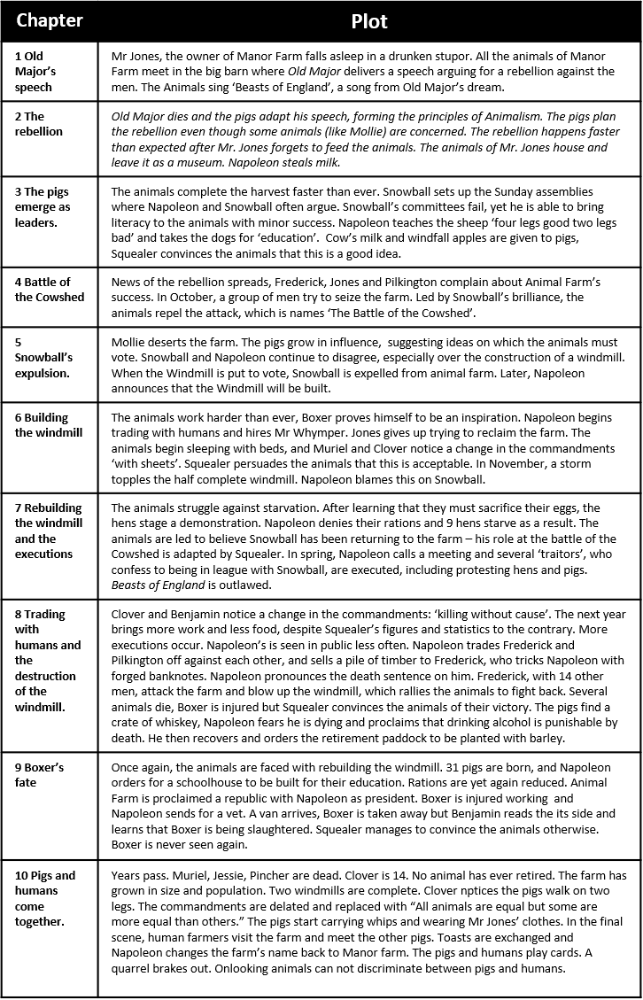 Chapter
Plot
1 Old
Major's
speech
Mr Jones, the owner of Manor Farm falls asleep in a drunken stupor. All the animals of Manor
Farm meet in the big barn where Old Major delivers a speech arguing for a rebellion against the
men. The Animals sing 'Beasts of England', a song from Old Major's dream.
2 The
rebellion
Old Major dies and the pigs adapt his speech, forming the principles of Animalism. The pigs plan
the rebellion even though some animals (like Mollie) are concerned. The rebellion happens faster
than expected after Mr. Jones forgets to feed the animals. The animals of Mr. Jones house and
leave it as a museum. Napoleon steals milk.
3 The pigs
emerge as
leaders.
The animals complete the harvest faster than ever. Snowball sets up the Sunday assemblies
where Napoleon and Snowball often argue. Snowball's committees fail, yet he is able to bring
literacy to the animals with minor success. Napoleon teaches the sheep 'four legs good two legs
bad' and takes the dogs for 'education'.  Cow's milk and windfall apples are given to pigs,
Squealer convinces the animals that this is a good idea.
4 Battle of
the Cowshed
News of the rebellion spreads, Frederick, Jones and Pilkington complain about Animal Farm's
success. In October, a group of men try to seize the farm. Led by Snowball's brilliance, the
animals repel the attack, which is names 'The Battle of the Cowshed'.
5
Snowball's
expulsion.
Mollie deserts the farm. The pigs grow in influence,  suggesting ideas on which the animals must
vote. Snowball and Napoleon continue to disagree, especially over the construction of a windmill.
When the Windmill is put to vote, Snowball is expelled from animal farm. Later, Napoleon
announces that the Windmill will be built.
6 Building
the windmill
The animals work harder than ever, Boxer proves himself to be an inspiration. Napoleon begins
trading with humans and hires Mr Whymper. Jones gives up trying to reclaim the farm. The
animals begin sleeping with beds, and Muriel and Clover notice a change in the commandments
'with sheets'. Squealer persuades the animals that this is acceptable. In November, a storm
topples the half complete windmill. Napoleon blames this on Snowball.
7 Rebuilding
the windmill
and the
executions
The animals struggle against starvation. After learning that they must sacrifice their eggs, the
hens stage a demonstration. Napoleon denies their rations and 9 hens starve as a result. The
animals are led to believe Snowball has been returning to the farm – his role at the battle of the
Cowshed is adapted by Squealer. In spring, Napoleon calls a meeting and several 'traitors', who
confess to being in league with Snowball, are executed, including protesting hens and pigs.
Beasts of England is outlawed.
8 Trading
with
humans and
the
destruction
of the
windmill.
Clover and Benjamin notice a change in the commandments: 'killing without cause'. The next year
brings more work and less food, despite Squealer's figures and statistics to the contrary. More
executions occur. Napoleon's is seen in public less often. Napoleon trades Frederick and
Pilkington off against each other, and sells a pile of timber to Frederick, who tricks Napoleon with
forged banknotes. Napoleon pronounces the death sentence on him. Frederick, with 14 other
men, attack the farm and blow up the windmill, which rallies the animals to fight back. Several
animals die, Boxer is injured but Squealer convinces the animals of their victory. The pigs find a
crate of whiskey, Napoleon fears he is dying and proclaims that drinking alcohol is punishable by
death. He then recovers and orders the retirement paddock to be planted with barley.
9 Boxer's
fate
Once again, the animals are faced with rebuilding the windmill. 31 pigs are born, and Napoleon
orders for a schoolhouse to be built for their education. Rations are yet again reduced. Animal
Farm is proclaimed a republic with Napoleon as president. Boxer is injured working  and
Napoleon sends for a vet. A van arrives, Boxer is taken away but Benjamin reads the its side and
learns that Boxer is being slaughtered. Squealer manages to convince the animals otherwise.
Boxer is never seen again.
10 Pigs and
humans
come
together.
Years pass. Muriel, Jessie, Pincher are dead. Clover is 14. No animal has ever retired. The farm has
grown in size and population. Two windmills are complete. Clover nptices the pigs walk on two
legs. The commandments are delated and replaced with "All animals are equal but some are
more equal than others." The pigs start carrying whips and wearing Mr Jones' clothes. In the final
scene, human farmers visit the farm and meet the other pigs. Toasts are exchanged and
Napoleon changes the farm's name back to Manor farm. The pigs and humans play cards. A
quarrel brakes out. Onlooking animals can not discriminate between pigs and humans.